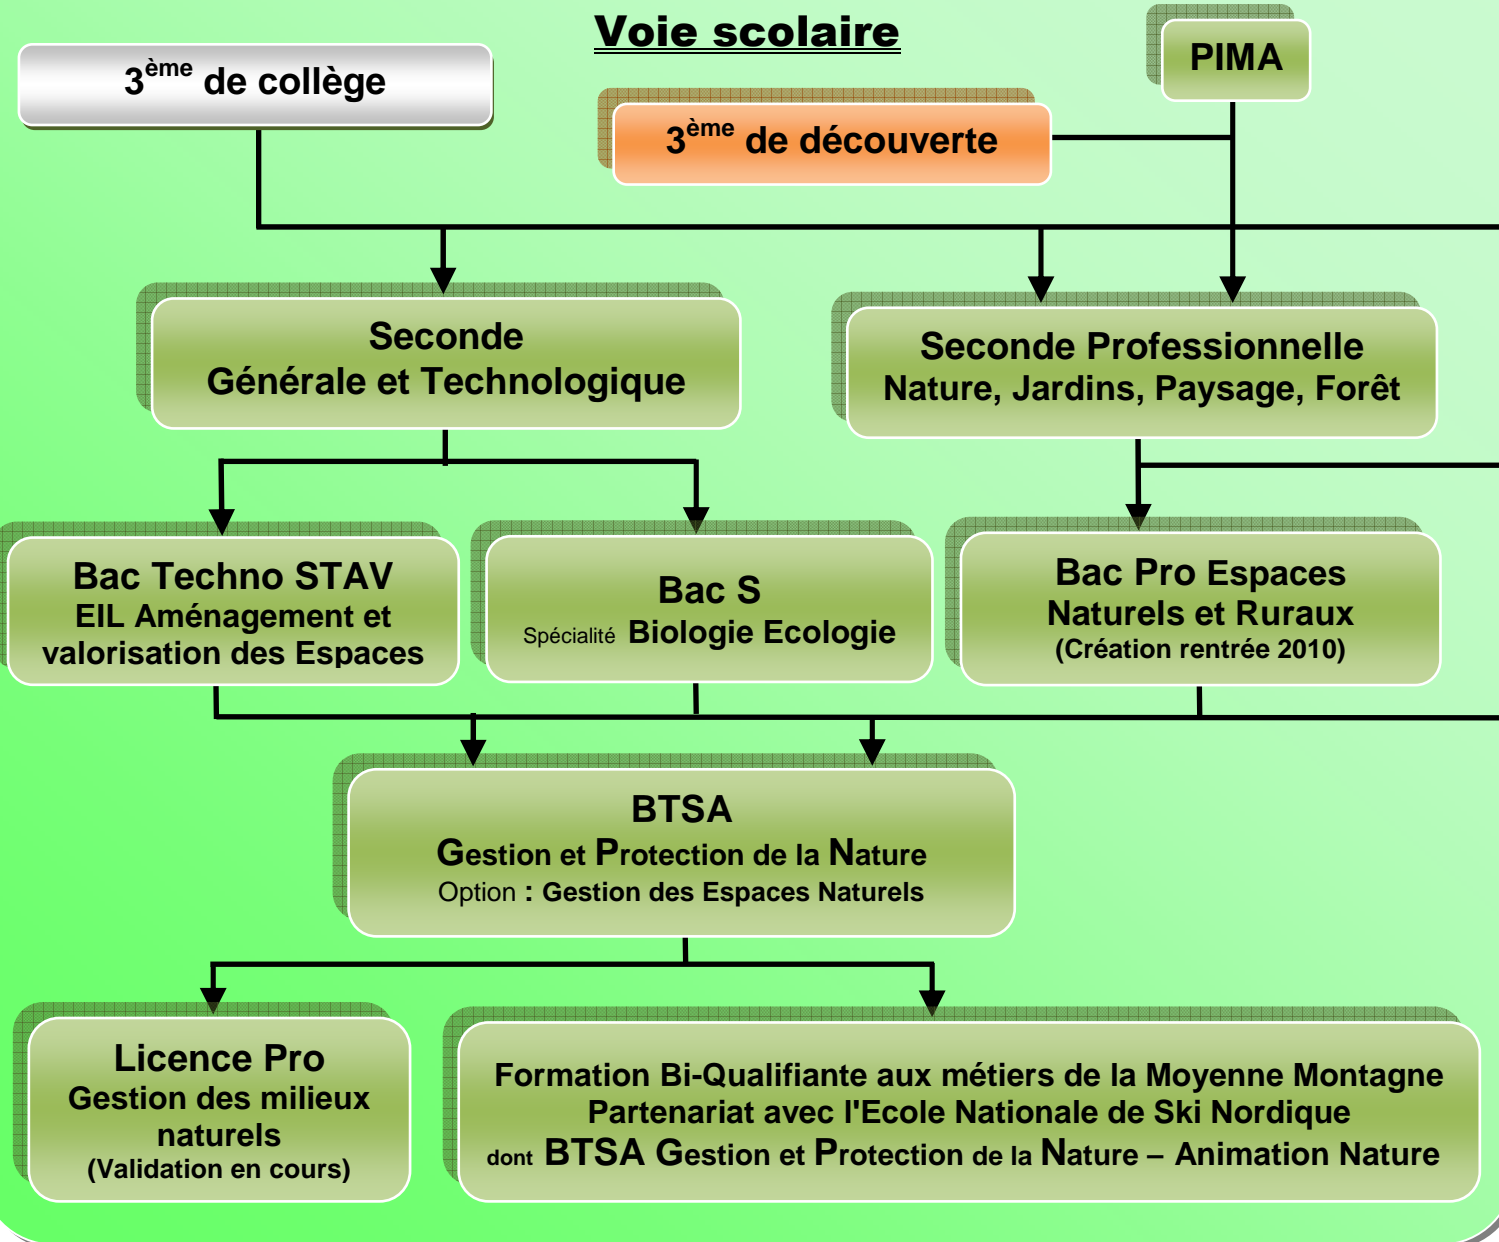 Voie scolaire
3ème de collège
PIMA
3ème de découverte
Seconde
Générale et Technologique
Seconde Professionnelle
Nature, Jardins, Paysage, Forêt
Bac Techno STAV
EIL Aménagement et
valorisation des Espaces
Bac S
Spécialité Biologie Ecologie
Bac Pro Espaces
Naturels et Ruraux
(Création rentrée 2010)
BTSA
Gestion et Protection de la Nature
Option : Gestion des Espaces Naturels
Licence Pro
Gestion des milieux
naturels
(Validation en cours)
Formation Bi-Qualifiante aux métiers de la Moyenne Montagne
Partenariat avec l'Ecole Nationale de Ski Nordique
dont BTSA Gestion et Protection de la Nature – Animation Nature